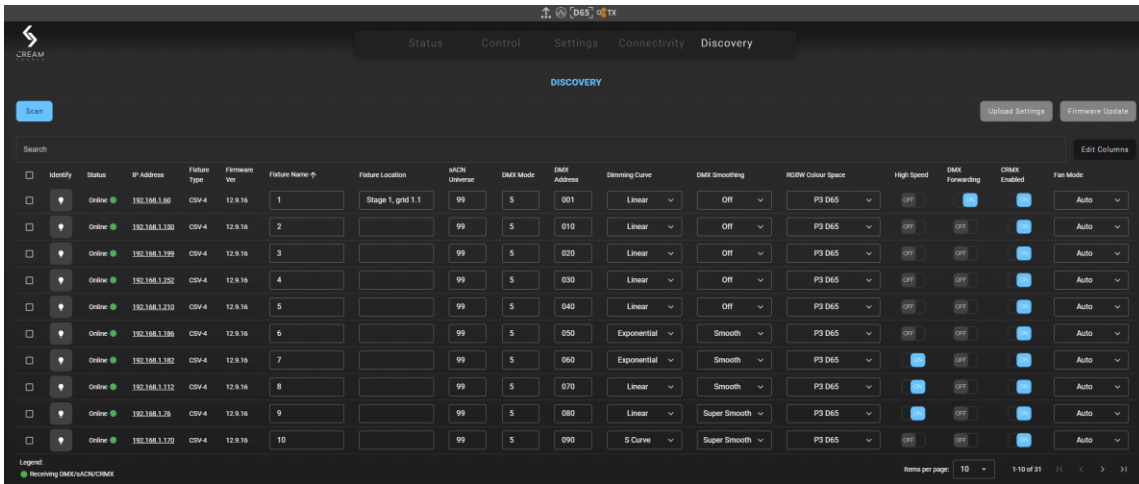 [D65] TX
CREAM
SOURCE
Status Control Settings Connectivity Discovery
DISCOVERY
Scan Upload Settings Firmware Update
Search Edit Columns
Identify Status IP Address Fixture Type Firmware Ver Fixture Name Fixture Location sACN Universe DMX Mode DMX Address Dimming Curve DMX Smoothing RGBW Colour Space High Speed DMX Forwarding CRMX Enabled Fan Mode
Online 192.168.1.60 CSV-4 12.9.16 1 Stage 1, grid 1.1 99 5 001 Linear Off P3 D65 OFF ON ON Auto
Online 192.168.1.150 CSV-4 12.9.16 2 99 5 010 Linear Off P3 D65 OFF OFF ON Auto
Online 192.168.1.199 CSV-4 12.9.16 3 99 5 020 Linear Off P3 D65 OFF OFF ON Auto
Online 192.168.1.252 CSV-4 12.9.16 4 99 5 030 Linear Off P3 D65 OFF OFF ON Auto
Online 192.168.1.210 CSV-4 12.9.16 5 99 5 040 Linear Off P3 D65 OFF OFF ON Auto
Online 192.168.1.186 CSV-4 12.9.16 6 99 5 050 Exponential Smooth P3 D65 OFF OFF ON Auto
Online 192.168.1.182 CSV-4 12.9.16 7 99 5 060 Exponential Smooth P3 D65 ON OFF ON Auto
Online 192.168.1.112 CSV-4 12.9.16 8 99 5 070 Linear Smooth P3 D65 ON OFF ON Auto
Online 192.168.1.76 CSV-4 12.9.16 9 99 5 080 Linear Super Smooth P3 D65 ON OFF ON Auto
Online 192.168.1.170 CSV-4 12.9.16 10 99 5 090 S Curve Super Smooth P3 D65 OFF OFF ON Auto
Legend:
Receiving DMX/sACN/CRMX Items per page: 10 1-10 of 31